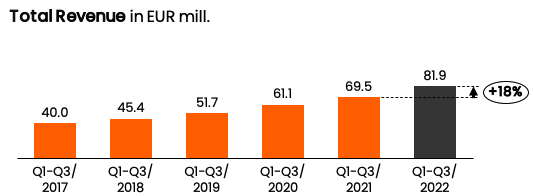 Total Revenue in EUR mill.
81.9
69.5
+18%
61.1
51.7
45.4
40.0
Q1-Q3/ Q1-Q3/ Q1-Q3/ Q1-Q3/ Q1-Q3/ Q1-Q3/
2017 2018 2019 2020 2021 2022